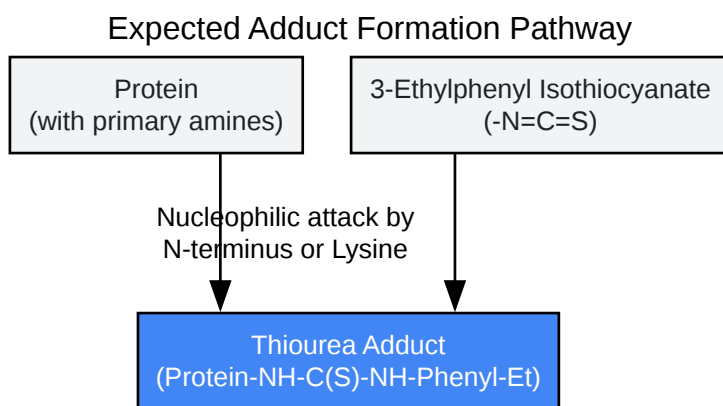 Expected Adduct Formation Pathway
Protein
(with primary amines)
3-Ethylphenyl Isothiocyanate
(-N=C=S)
Nucleophilic attack by
N-terminus or Lysine
Thiourea Adduct
(Protein-NH-C(S)-NH-Phenyl-Et)